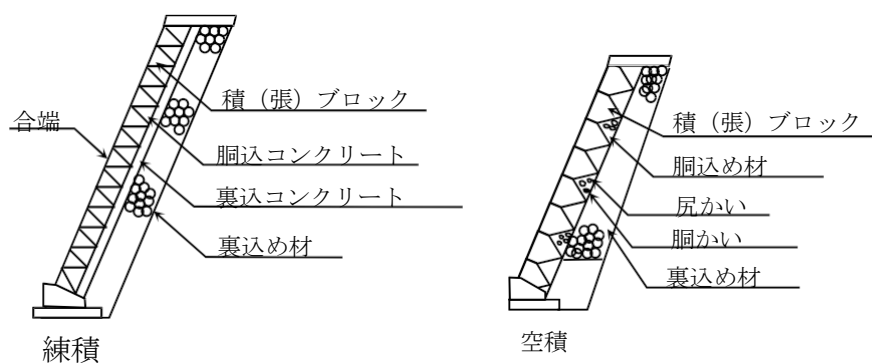 合端
積（張）ブロック
胴込コンクリート
裏込コンクリート
裏込め材
練積
積（張）ブロック
胴込め材
尻かい
胴かい
裏込め材
空積